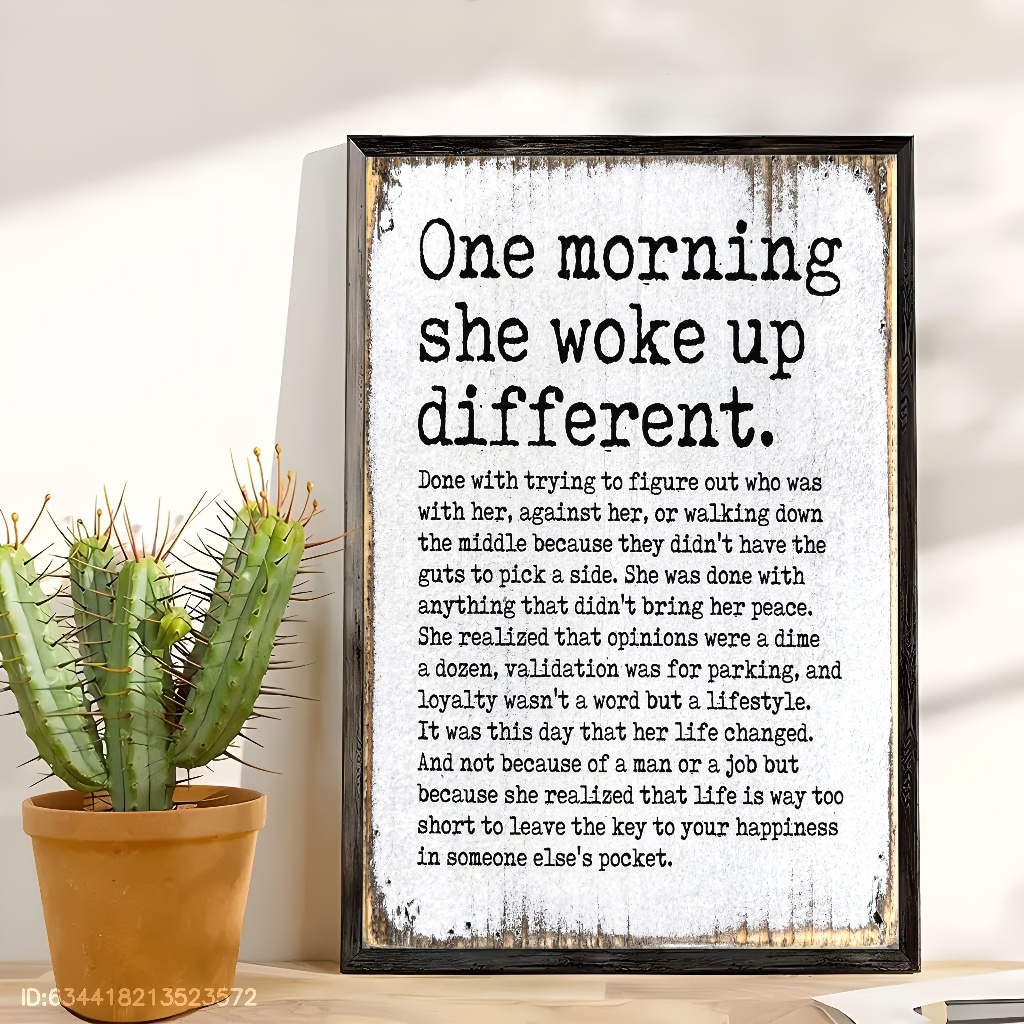 One morning
she woke up
different.
Done with trying to figure out who was
with her, against her, or walking down
the middle because they didn't have the
guts to pick a side. She was done with
anything that didn't bring her peace.
She realized that opinions were a dime
a dozen, validation was for parking, and
loyalty wasn't a word but a lifestyle.
It was this day that her life changed.
And not because of a man or a job but
because she realized that life is way too
short to leave the key to your happiness
in someone else's pocket.
ID:634418213523572